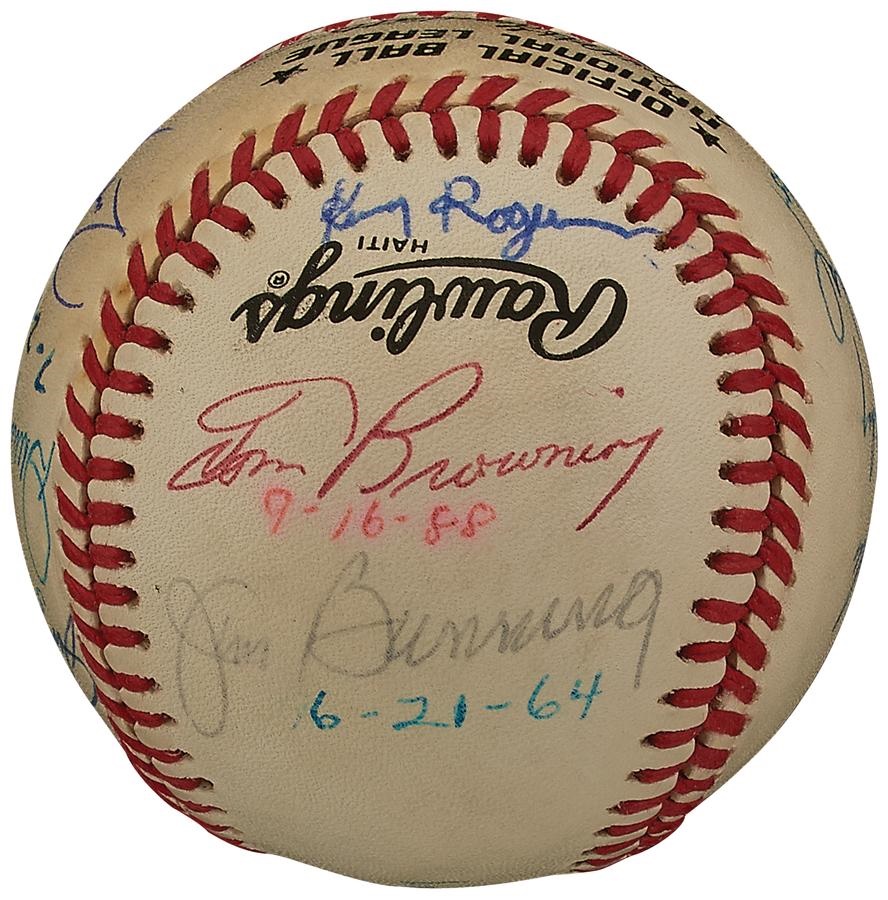 OFFICIAL BALL
NATIONAL LEAGUE
Kenny Rogers
HAITI
Rawlings®
Tom Browning
9-16-88
Jim Bunning
6-21-64